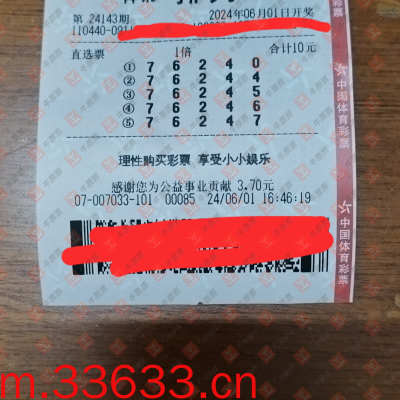 第 24143期 2024年06月01日开奖
110440-0911
直选票 1倍 合计10元
① 7 6 2 4 0
② 7 6 2 4 4
③ 7 6 2 4 5
④ 7 6 2 4 6
⑤ 7 6 2 4 7
理性购买彩票 享受小小娱乐
感谢您为公益事业贡献 3.70元
07-007033-101 00085 24/06/01 16:46:19
中国体育彩票
中国体育彩票
m.33633.cn